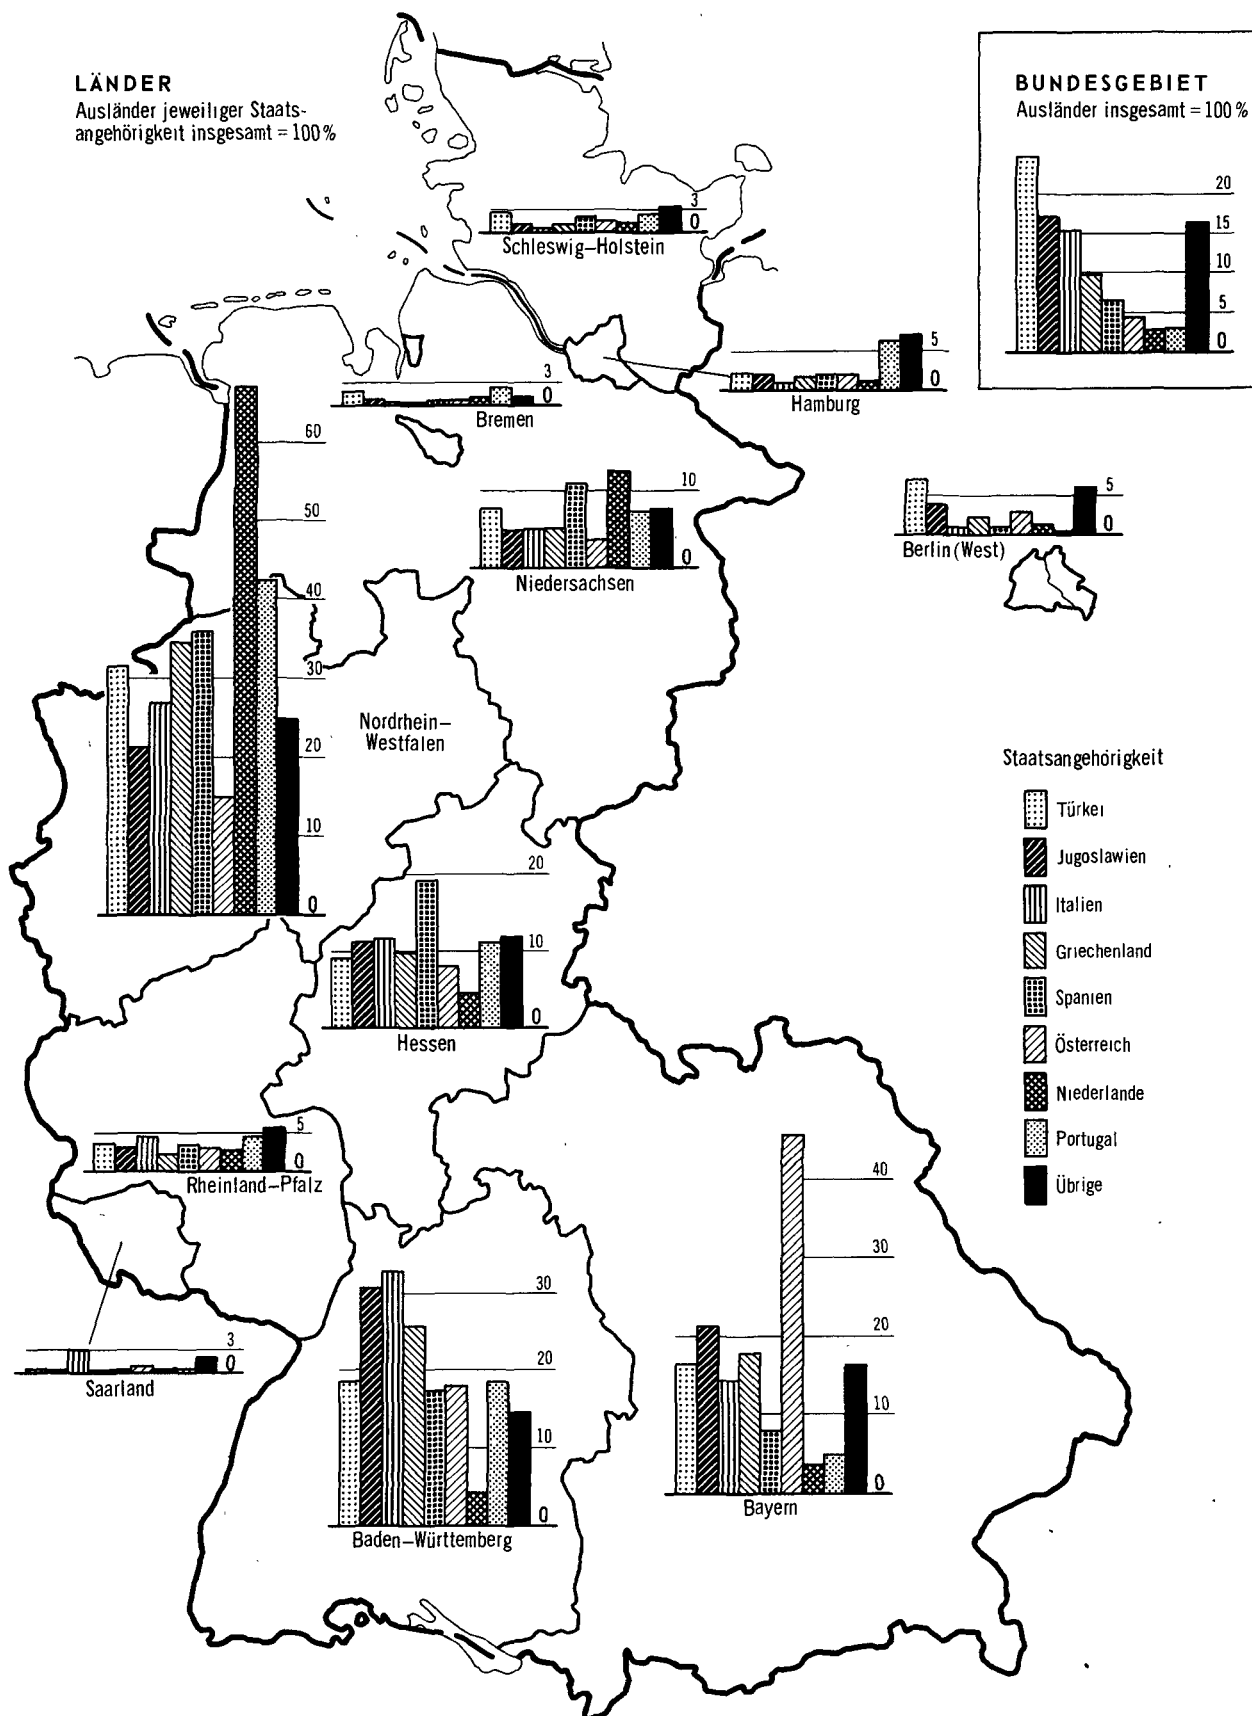 LÄNDER
Ausländer jeweiliger Staats-
angehörigkeit insgesamt = 100%
BUNDESGEBIET
Ausländer insgesamt = 100%
20
15
10
5
0
3
0
Schleswig-Holstein
5
0
Hamburg
3
0
Bremen
10
0
Niedersachsen
5
0
Berlin (West)
60
50
40
30
20
10
0
Nordrhein-
Westfalen
20
10
0
Hessen
Staatsangehörigkeit
Türkei
Jugoslawien
Italien
Griechenland
Spanien
Österreich
Niederlande
Portugal
Übrige
5
0
Rheinland-Pfalz
3
0
Saarland
30
20
10
0
Baden-Württemberg
40
30
20
10
0
Bayern